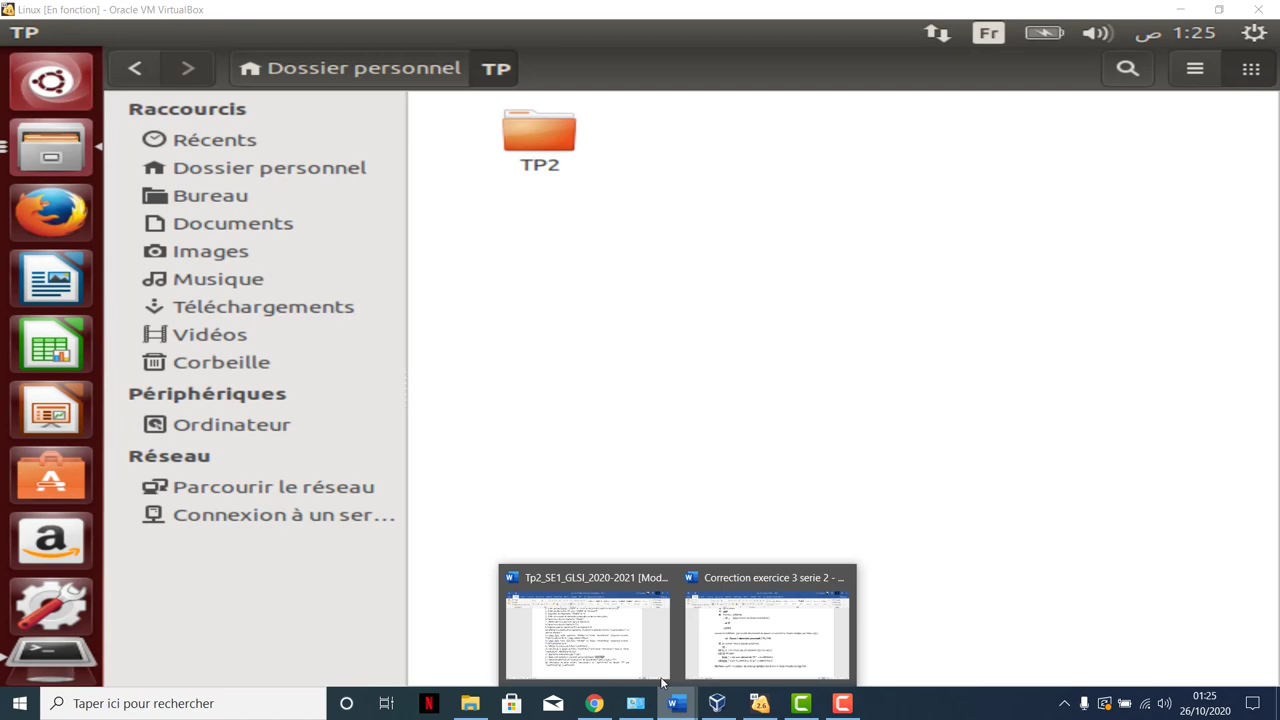 Linux [En fonction] - Oracle VM VirtualBox
TP
Fr
ص 1:25
Dossier personnel
TP
Raccourcis
Récents
Dossier personnel
Bureau
Documents
Images
Musique
Téléchargements
Vidéos
Corbeille
Périphériques
Ordinateur
Réseau
Parcourir le réseau
Connexion à un ser…
TP2
Tp2_SE1_GLSI_2020-2021 [Mod...
Correction exercice 3 serie 2 - ...
Taper ici pour rechercher
2.6
01:25
26/10/2020